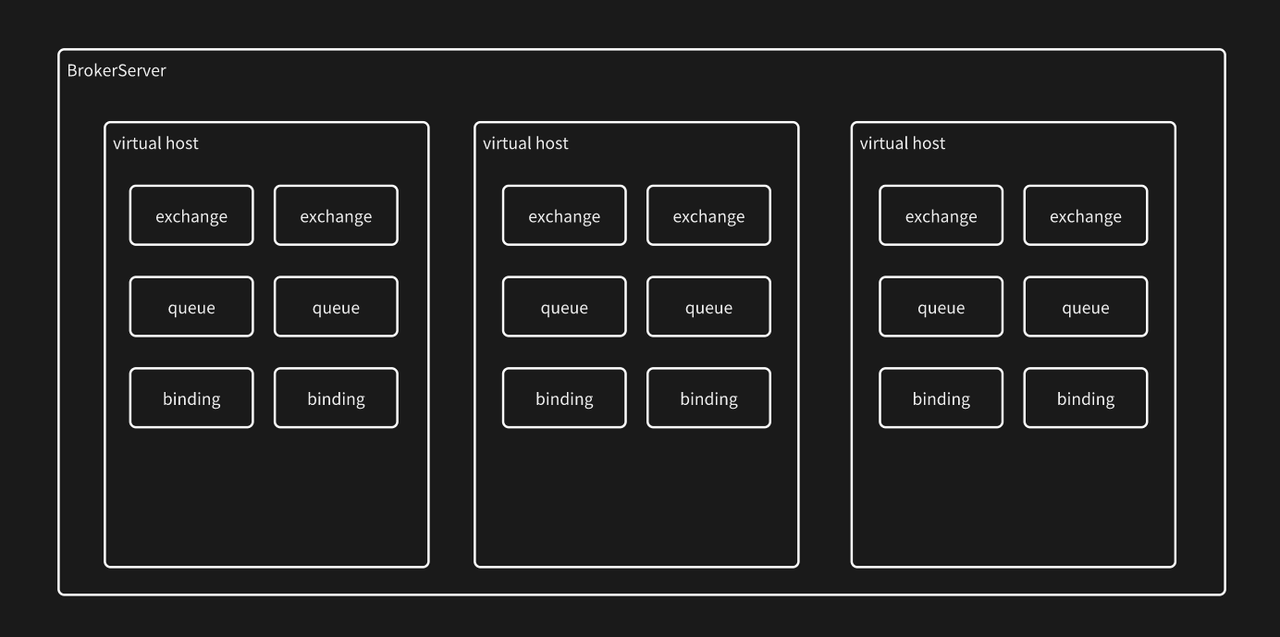 BrokerServer
virtual host
virtual host
virtual host
exchange
exchange
exchange
exchange
exchange
exchange
queue
queue
queue
queue
queue
queue
binding
binding
binding
binding
binding
binding